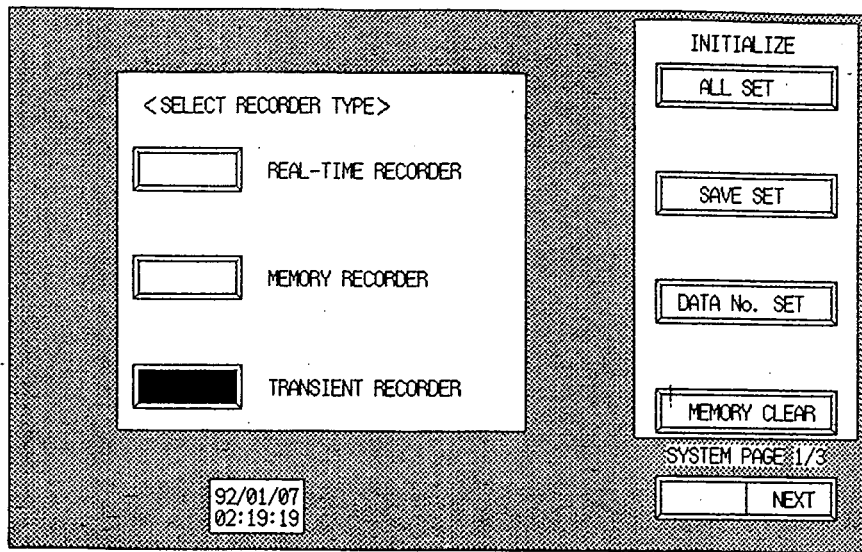 <SELECT RECORDER TYPE>
REAL-TIME RECORDER
MEMORY RECORDER
TRANSIENT RECORDER
92/01/07
02:19:19
INITIALIZE
ALL SET
SAVE SET
DATA No. SET
MEMORY CLEAR
SYSTEM PAGE 1/3
NEXT